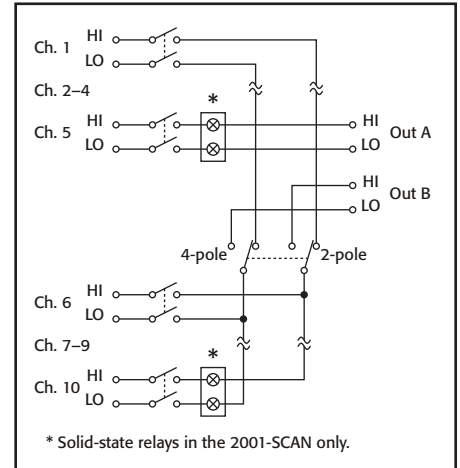 Ch. 1 HI
LO
Ch. 2–4
*
Ch. 5 HI HI
LO LO Out A
HI
LO Out B
4-pole 2-pole
Ch. 6 HI
LO
Ch. 7–9
*
Ch. 10 HI
LO
* Solid-state relays in the 2001-SCAN only.